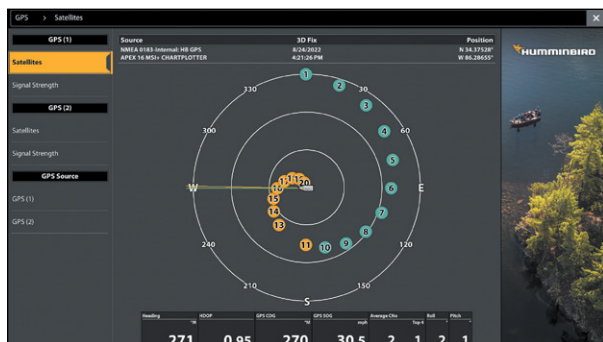 GPS > Satellites ×
GPS (1)
Satellites
Signal Strength
GPS (2)
Satellites
Signal Strength
GPS Source
GPS (1)
GPS (2)
Source 3D Fix Position
NMEA 0183-Internal: HB GPS 8/24/2022 N 34.37528°
APEX 16 MSI+ CHARTPLOTTER 4:21:26 PM W 86.28655°
HUMMINBIRD
330 1 2 30
3
300 4 60
5
W 20 6 E
15 7
14
13 8
240 11 10 9 120
210 150
S
Heading HDOP GPS COG GPS SOG Average Cho Roll Pitch
°M °M mph Top 4 ° °
271 0.95 270 30.5 2 1 2 1